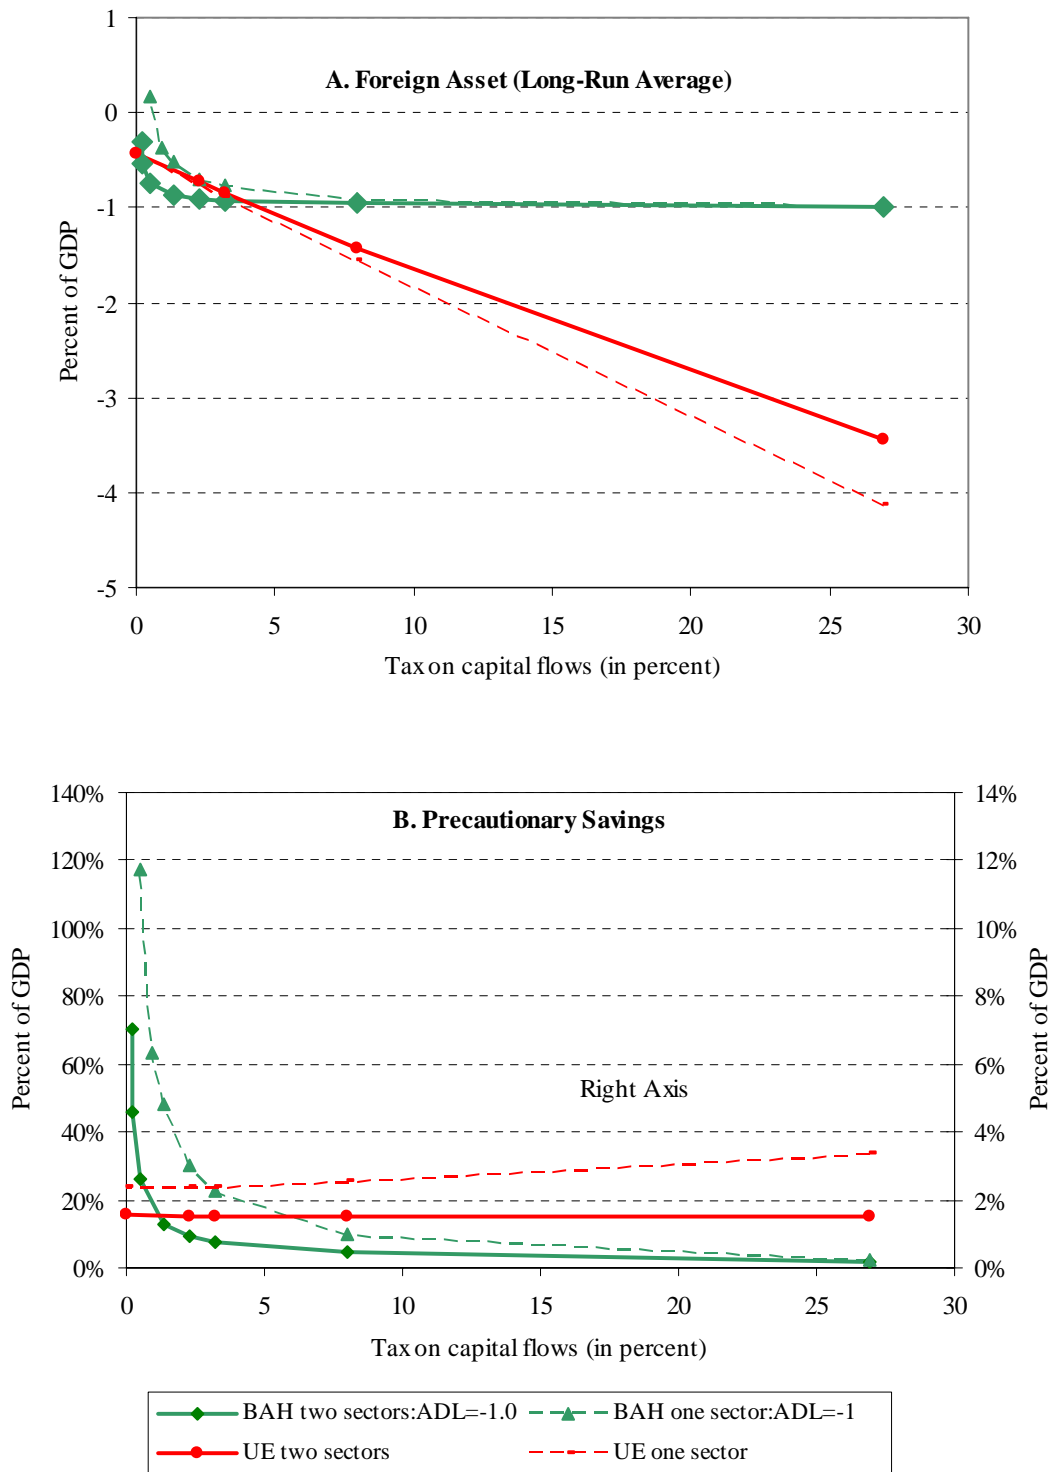 A. Foreign Asset (Long-Run Average)
1
0
-1
-2
-3
-4
-5
Percent of GDP
0 5 10 15 20 25 30
Tax on capital flows (in percent)
B. Precautionary Savings
140% 14%
120% 12%
100% 10%
80% 8%
60% 6%
40% 4%
20% 2%
0% 0%
Percent of GDP
Percent of GDP
Right Axis
0 5 10 15 20 25 30
Tax on capital flows (in percent)
BAH two sectors:ADL=-1.0 BAH one sector:ADL=-1
UE two sectors UE one sector